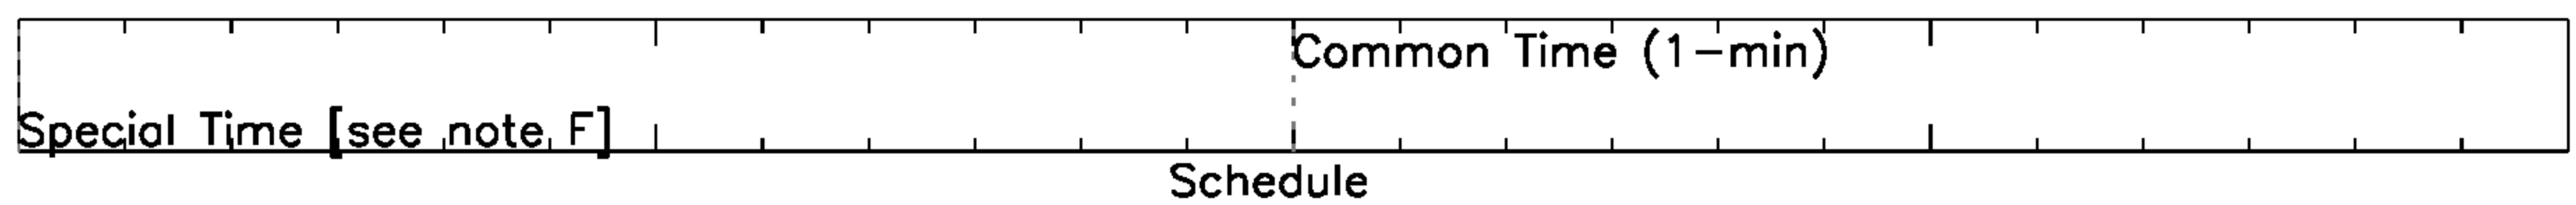 Common Time (1-min)
Special Time [see note F]
Schedule